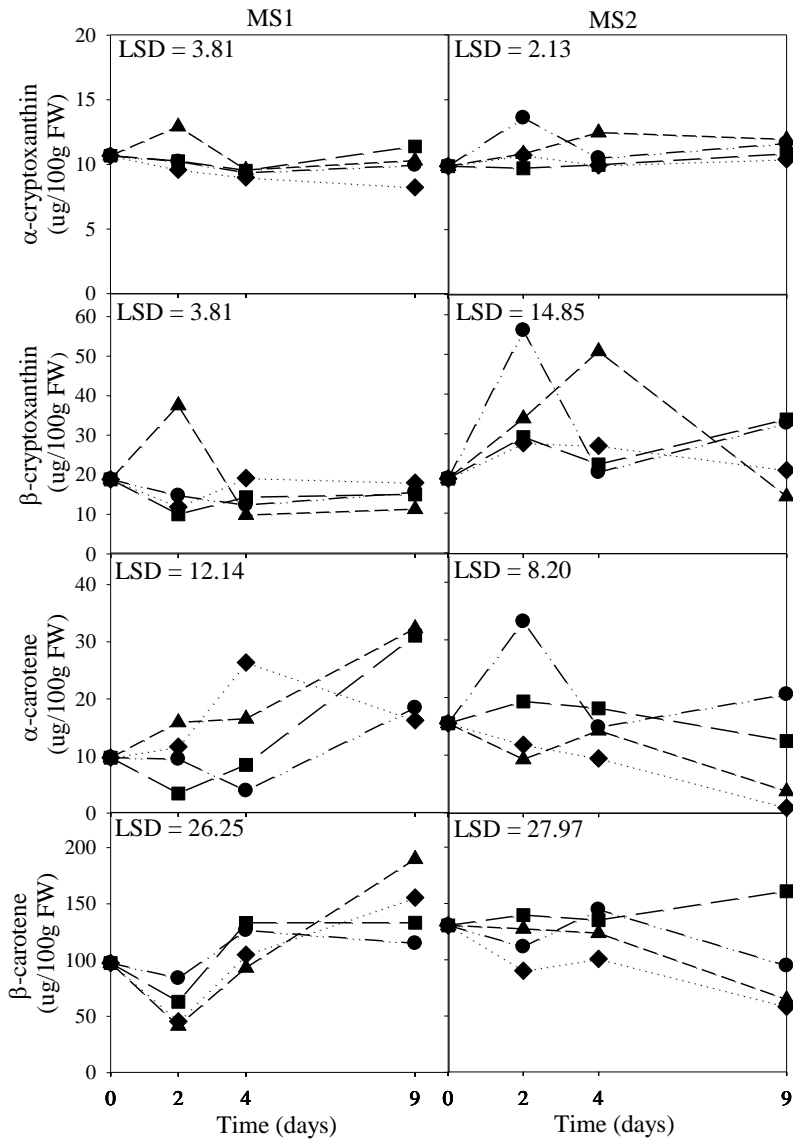 MS1 MS2
LSD = 3.81 LSD = 2.13
20
15
10
5
0
α-cryptoxanthin
(ug/100g FW)
LSD = 3.81 LSD = 14.85
60
50
40
30
20
10
0
β-cryptoxanthin
(ug/100g FW)
LSD = 12.14 LSD = 8.20
40
30
20
10
0
α-carotene
(ug/100g FW)
LSD = 26.25 LSD = 27.97
200
150
100
50
0
β-carotene
(ug/100g FW)
0 2 4 9 0 2 4 9
Time (days) Time (days)